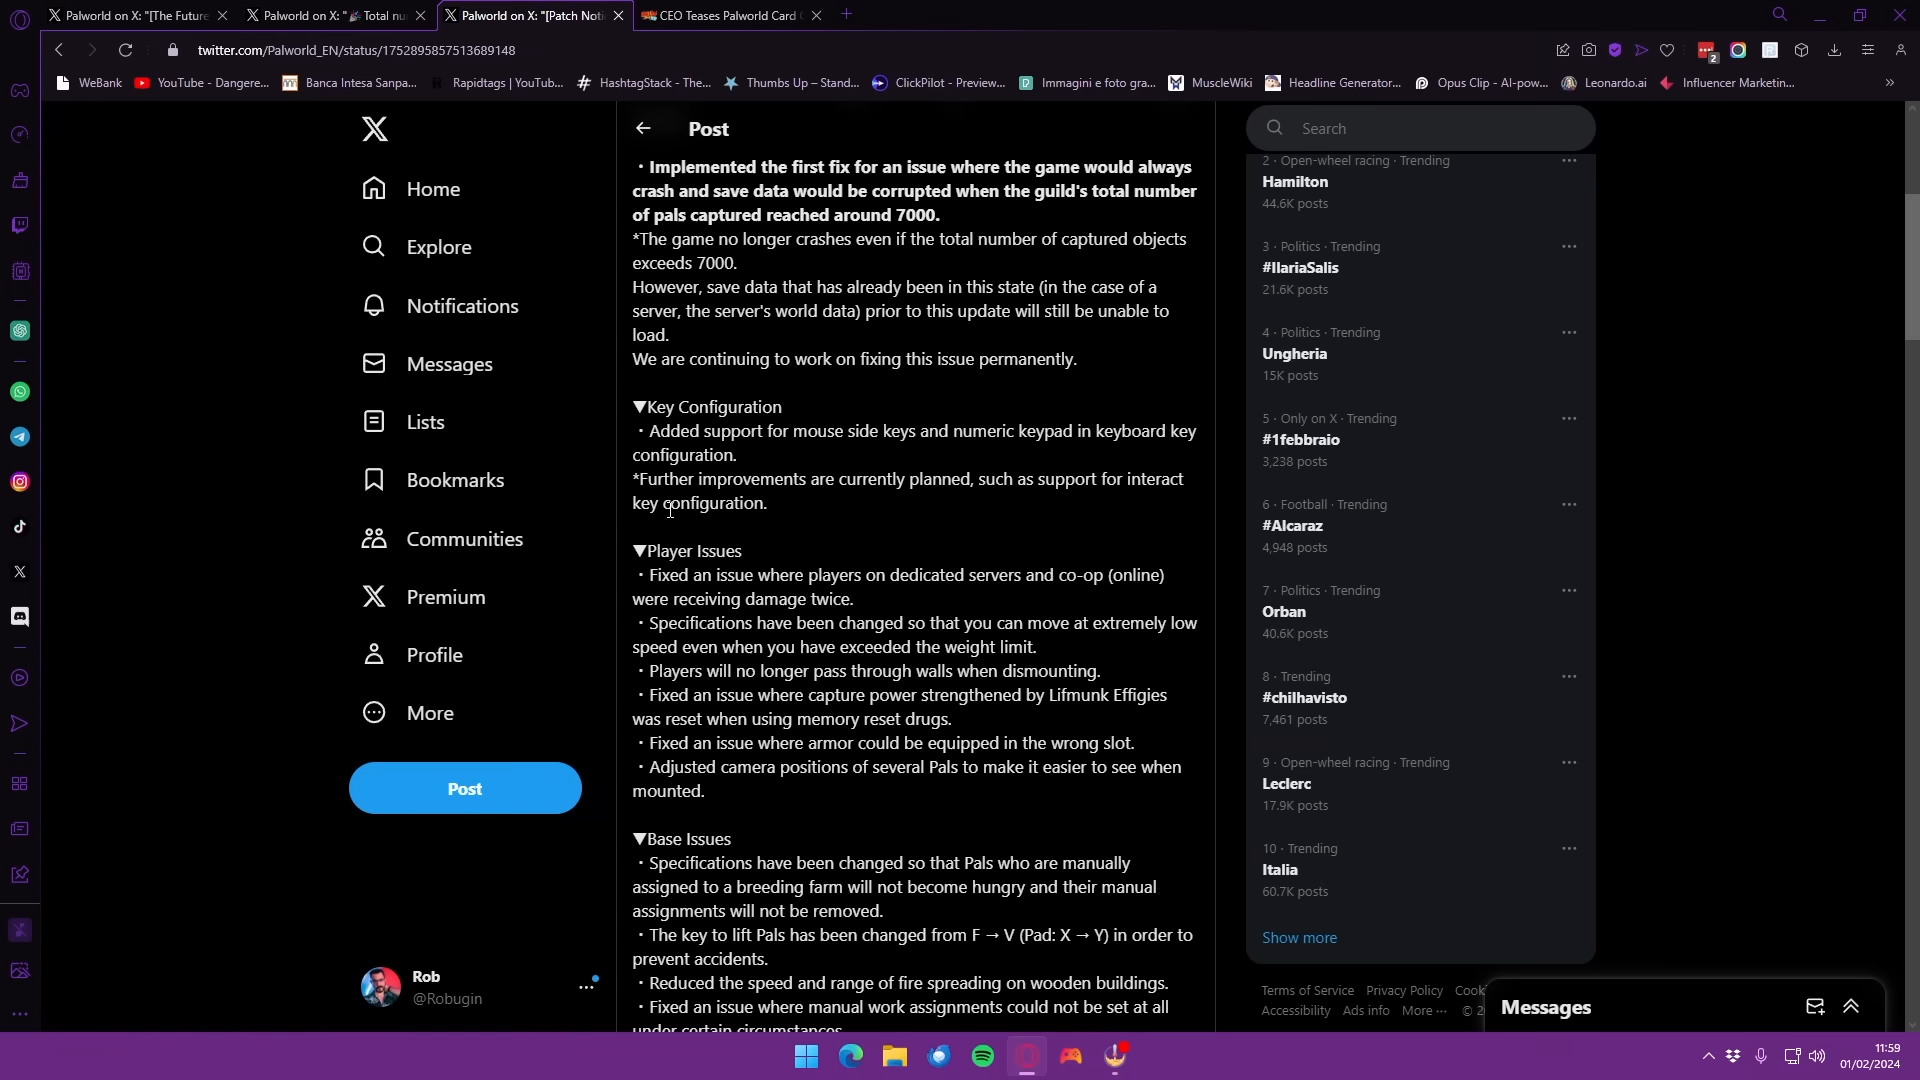 Palworld on X: "[The Future
Palworld on X: "🎉Total nu
Palworld on X: "[Patch Noti
CEO Teases Palworld Card
twitter.com/Palworld_EN/status/1752895857513689148
2
WeBank
YouTube - Dangere...
Banca Intesa Sanpa...
Rapidtags | YouTub...
HashtagStack - The...
Thumbs Up – Stand...
ClickPilot - Preview...
Immagini e foto gra...
MuscleWiki
Headline Generator...
Opus Clip - AI-pow...
Leonardo.ai
Influencer Marketin...
Home
Explore
Notifications
Messages
Lists
Bookmarks
Communities
Premium
Profile
More
Post
Rob
@Robugin
Post
・Implemented the first fix for an issue where the game would always
crash and save data would be corrupted when the guild's total number
of pals captured reached around 7000.
*The game no longer crashes even if the total number of captured objects
exceeds 7000.
However, save data that has already been in this state (in the case of a
server, the server's world data) prior to this update will still be unable to
load.
We are continuing to work on fixing this issue permanently.
▼Key Configuration
・Added support for mouse side keys and numeric keypad in keyboard key
configuration.
*Further improvements are currently planned, such as support for interact
key configuration.
▼Player Issues
・Fixed an issue where players on dedicated servers and co-op (online)
were receiving damage twice.
・Specifications have been changed so that you can move at extremely low
speed even when you have exceeded the weight limit.
・Players will no longer pass through walls when dismounting.
・Fixed an issue where capture power strengthened by Lifmunk Effigies
was reset when using memory reset drugs.
・Fixed an issue where armor could be equipped in the wrong slot.
・Adjusted camera positions of several Pals to make it easier to see when
mounted.
▼Base Issues
・Specifications have been changed so that Pals who are manually
assigned to a breeding farm will not become hungry and their manual
assignments will not be removed.
・The key to lift Pals has been changed from F → V (Pad: X → Y) in order to
prevent accidents.
・Reduced the speed and range of fire spreading on wooden buildings.
・Fixed an issue where manual work assignments could not be set at all
under certain circumstances.
Search
2 · Open-wheel racing · Trending
Hamilton
44.6K posts
3 · Politics · Trending
#IlariaSalis
21.6K posts
4 · Politics · Trending
Ungheria
15K posts
5 · Only on X · Trending
#1febbraio
3,238 posts
6 · Football · Trending
#Alcaraz
4,948 posts
7 · Politics · Trending
Orban
40.6K posts
8 · Trending
#chilhavisto
7,461 posts
9 · Open-wheel racing · Trending
Leclerc
17.9K posts
10 · Trending
Italia
60.7K posts
Show more
Terms of Service Privacy Policy Cook
Accessibility Ads info More ··· © 2
Messages
11:59
01/02/2024